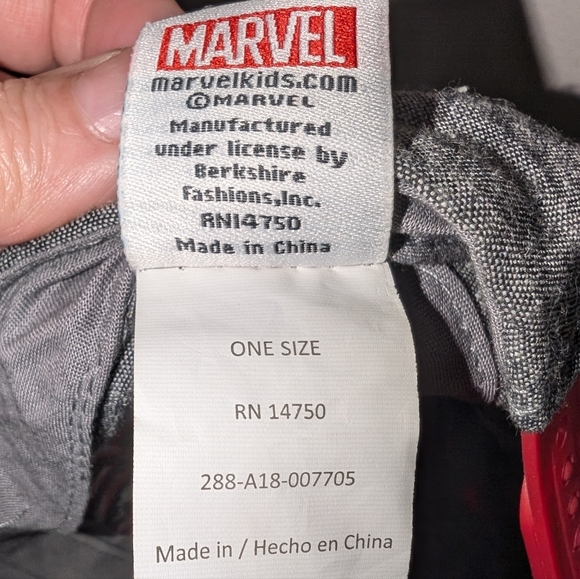 MARVEL
marvelkids.com
©MARVEL
Manufactured
under license by
Berkshire
Fashions,Inc.
RN14750
Made in China
ONE SIZE
RN 14750
288-A18-007705
Made in / Hecho en China